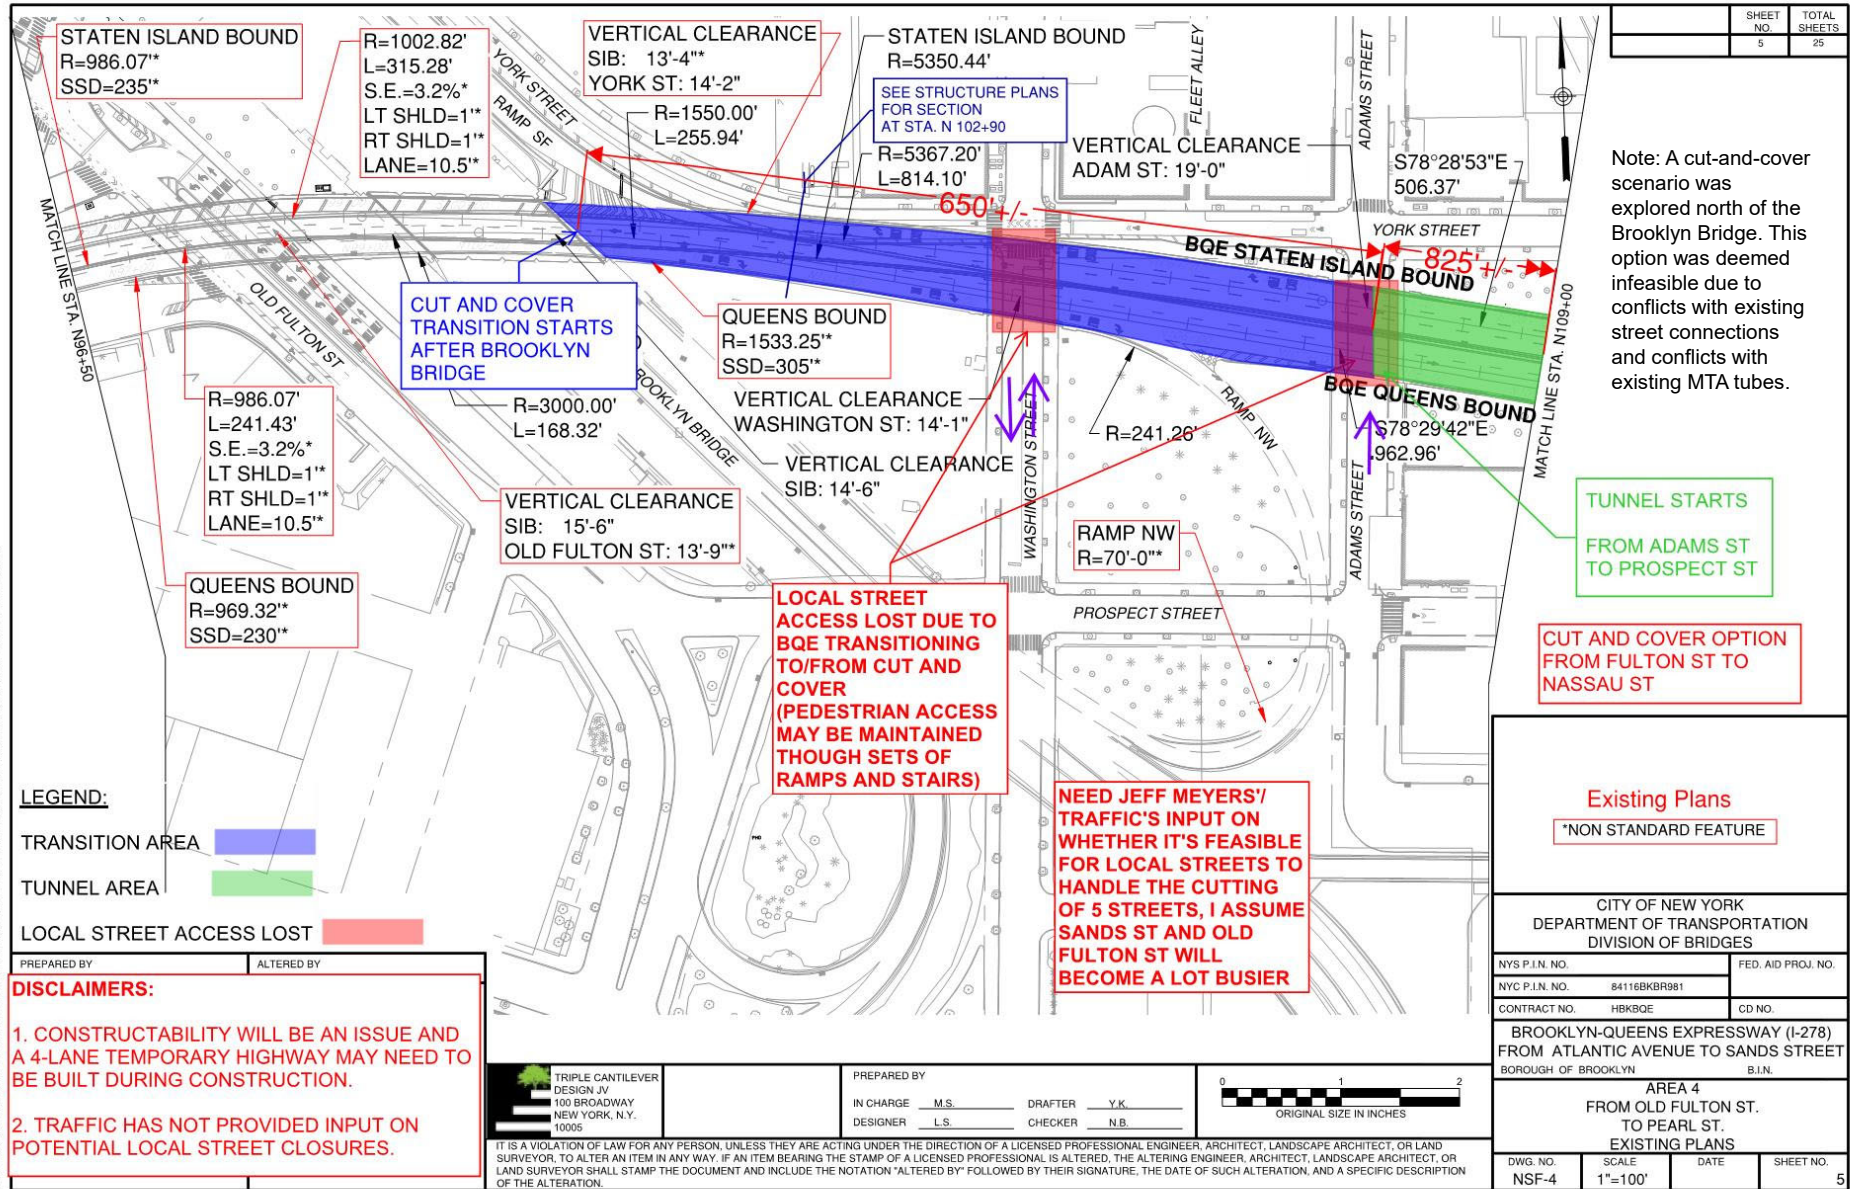 SHEET NO.
TOTAL SHEETS
5
25
STATEN ISLAND BOUND
R=986.07'*
SSD=235'*
R=1002.82'
L=315.28'
S.E.=3.2%*
LT SHLD=1'*
RT SHLD=1'*
LANE=10.5'*
YORK STREET
RAMP SF
VERTICAL CLEARANCE
SIB: 13'-4"*
YORK ST: 14'-2"
R=1550.00'
L=255.94'
STATEN ISLAND BOUND
R=5350.44'
SEE STRUCTURE PLANS
FOR SECTION
AT STA. N 102+90
R=5367.20'
L=814.10'
FLEET ALLEY
VERTICAL CLEARANCE
ADAM ST: 19'-0"
ADAMS STREET
S78°28'53"E
506.37'
YORK STREET
650'+/-
825'+/-
BQE STATEN ISLAND BOUND
BQE QUEENS BOUND
MATCH LINE STA. N96+50
MATCH LINE STA. N109+00
Note: A cut-and-cover
scenario was
explored north of the
Brooklyn Bridge. This
option was deemed
infeasible due to
conflicts with existing
street connections
and conflicts with
existing MTA tubes.
OLD FULTON ST
CUT AND COVER
TRANSITION STARTS
AFTER BROOKLYN
BRIDGE
QUEENS BOUND
R=1533.25'*
SSD=305'*
R=986.07'
L=241.43'
S.E.=3.2%*
LT SHLD=1'*
RT SHLD=1'*
LANE=10.5'*
R=3000.00'
L=168.32'
ROOKLYN BRIDGE
VERTICAL CLEARANCE
WASHINGTON ST: 14'-1"
VERTICAL CLEARANCE
SIB: 14'-6"
WASHINGTON STREET
R=241.26'
RAMP NW
S78°29'42"E
962.96'
ADAMS STREET
VERTICAL CLEARANCE
SIB: 15'-6"
OLD FULTON ST: 13'-9"*
RAMP NW
R=70'-0"*
TUNNEL STARTS
FROM ADAMS ST
TO PROSPECT ST
QUEENS BOUND
R=969.32'*
SSD=230'*
PROSPECT STREET
LOCAL STREET
ACCESS LOST DUE TO
BQE TRANSITIONING
TO/FROM CUT AND
COVER
(PEDESTRIAN ACCESS
MAY BE MAINTAINED
THOUGH SETS OF
RAMPS AND STAIRS)
CUT AND COVER OPTION
FROM FULTON ST TO
NASSAU ST
NEED JEFF MEYERS'/
TRAFFIC'S INPUT ON
WHETHER IT'S FEASIBLE
FOR LOCAL STREETS TO
HANDLE THE CUTTING
OF 5 STREETS, I ASSUME
SANDS ST AND OLD
FULTON ST WILL
BECOME A LOT BUSIER
LEGEND:
TRANSITION AREA
TUNNEL AREA
LOCAL STREET ACCESS LOST
Existing Plans
*NON STANDARD FEATURE
PREPARED BY
ALTERED BY
DISCLAIMERS:
1. CONSTRUCTABILITY WILL BE AN ISSUE AND
A 4-LANE TEMPORARY HIGHWAY MAY NEED TO
BE BUILT DURING CONSTRUCTION.
2. TRAFFIC HAS NOT PROVIDED INPUT ON
POTENTIAL LOCAL STREET CLOSURES.
TRIPLE CANTILEVER
DESIGN JV
100 BROADWAY
NEW YORK, N.Y.
10005
PREPARED BY
IN CHARGE M.S. DRAFTER Y.K.
DESIGNER L.S. CHECKER N.B.
0 1 2
ORIGINAL SIZE IN INCHES
IT IS A VIOLATION OF LAW FOR ANY PERSON, UNLESS THEY ARE ACTING UNDER THE DIRECTION OF A LICENSED PROFESSIONAL ENGINEER, ARCHITECT, LANDSCAPE ARCHITECT, OR LAND
SURVEYOR, TO ALTER AN ITEM IN ANY WAY. IF AN ITEM BEARING THE STAMP OF A LICENSED PROFESSIONAL IS ALTERED, THE ALTERING ENGINEER, ARCHITECT, LANDSCAPE ARCHITECT, OR
LAND SURVEYOR SHALL STAMP THE DOCUMENT AND INCLUDE THE NOTATION "ALTERED BY" FOLLOWED BY THEIR SIGNATURE, THE DATE OF SUCH ALTERATION, AND A SPECIFIC DESCRIPTION
OF THE ALTERATION.
CITY OF NEW YORK
DEPARTMENT OF TRANSPORTATION
DIVISION OF BRIDGES
NYS P.I.N. NO.
FED. AID PROJ. NO.
NYC P.I.N. NO. 84116BKBR981
CONTRACT NO. HBKBQE
CD NO.
BROOKLYN-QUEENS EXPRESSWAY (I-278)
FROM ATLANTIC AVENUE TO SANDS STREET
BOROUGH OF BROOKLYN B.I.N.
AREA 4
FROM OLD FULTON ST.
TO PEARL ST.
EXISTING PLANS
DWG. NO.
NSF-4
SCALE
1"=100'
DATE
SHEET NO.
5